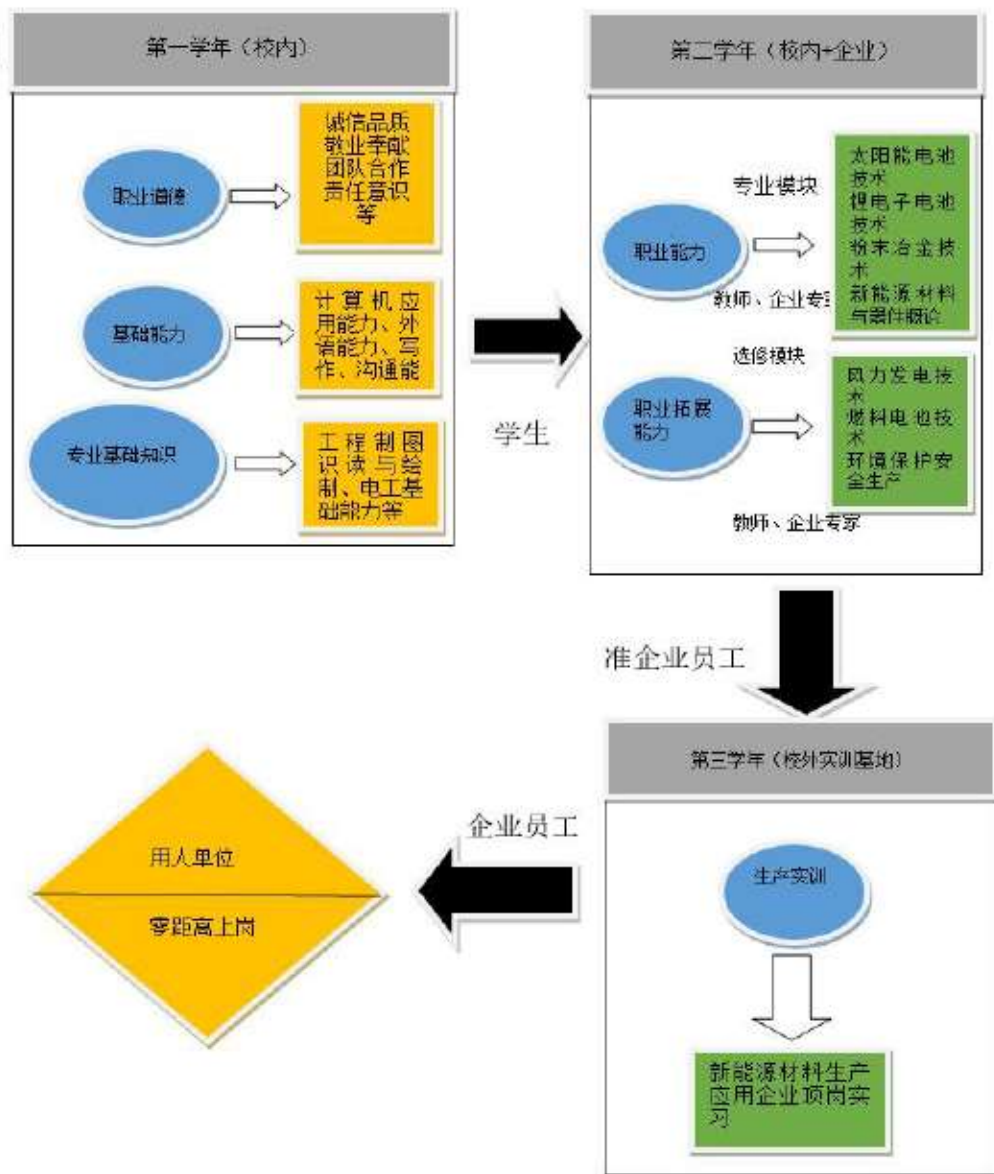 第一学年（校内）
职业道德
诚信品质
敬业奉献
团队合作
责任意识
等
基础能力
计算机应
用能力、外
语能力、写
作、沟通能
专业基础知识
工程制图
识读与绘
制、电工基
础能力等
学生
第二学年（校内+企业）
职业能力
专业模块
教师、企业专家
太阳能电池
技术
锂电子电池
技术
粉末冶金技
术
新能源材料
与器件概论
选修模块
职业拓展
能力
教师、企业专家
风力发电技
术
燃料电池技
术
环境保护安
全生产
准企业员工
第三学年（校外实训基地）
生产实训
新能源材料生产
应用企业顶岗实
习
企业员工
用人单位
零距离上岗